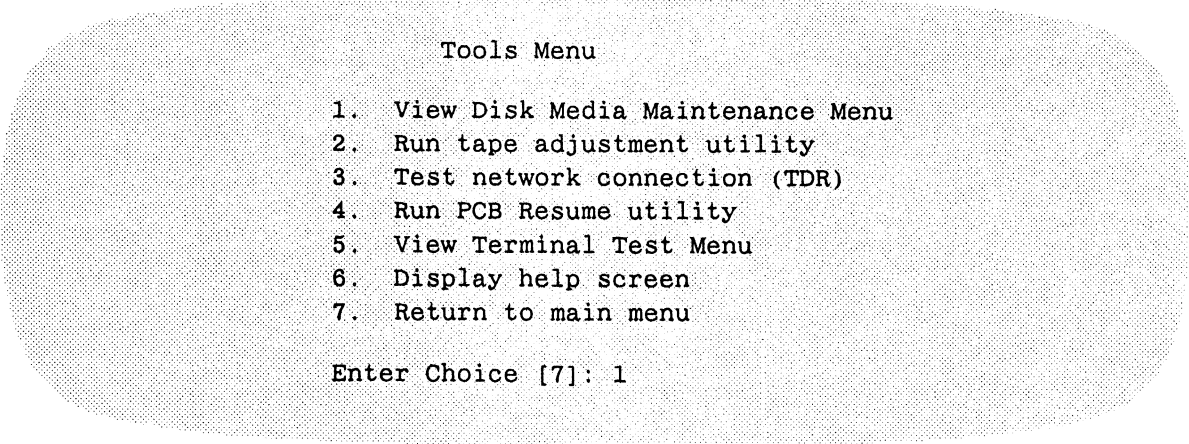 Tools Menu
1. View Disk Media Maintenance Menu
2. Run tape adjustment utility
3. Test network connection (TDR)
4. Run PCB Resume utility
5. View Terminal Test Menu
6. Display help screen
7. Return to main menu
Enter Choice [7]: 1